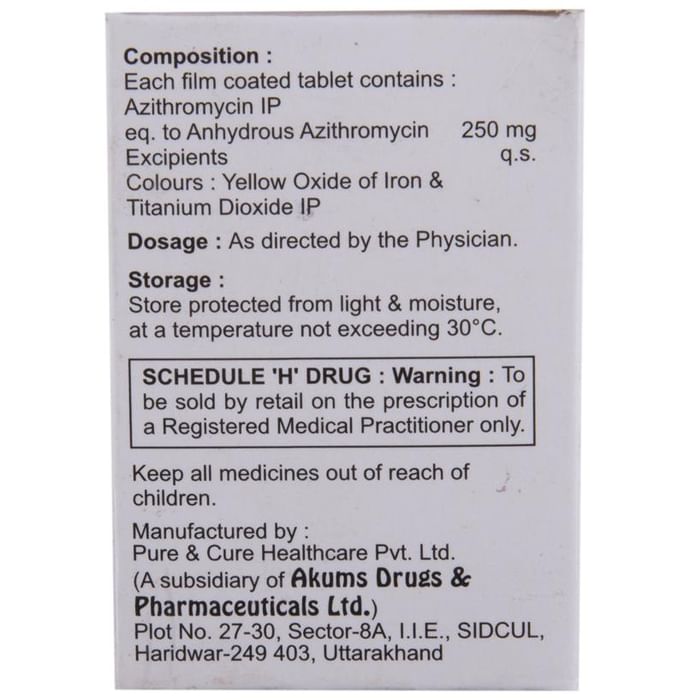 Composition :
Each film coated tablet contains :
Azithromycin IP
eq. to Anhydrous Azithromycin 250 mg
Excipients q.s.
Colours : Yellow Oxide of Iron &
Titanium Dioxide IP
Dosage : As directed by the Physician.
Storage :
Store protected from light & moisture,
at a temperature not exceeding 30°C.
SCHEDULE 'H' DRUG : Warning : To
be sold by retail on the prescription of
a Registered Medical Practitioner only.
Keep all medicines out of reach of
children.
Manufactured by :
Pure & Cure Healthcare Pvt. Ltd.
(A subsidiary of Akums Drugs &
Pharmaceuticals Ltd.)
Plot No. 27-30, Sector-8A, I.I.E., SIDCUL,
Haridwar-249 403, Uttarakhand